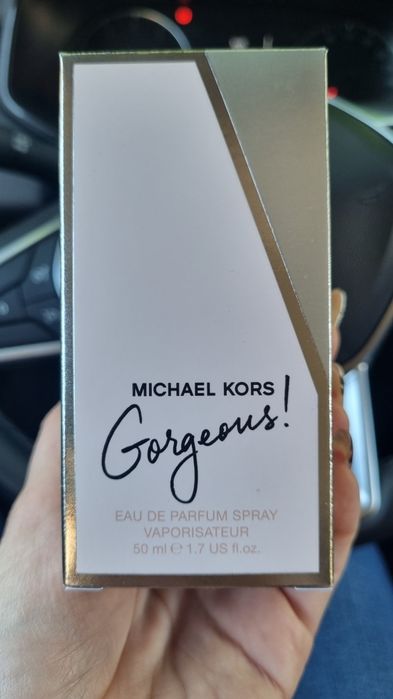 MICHAEL KORS
Gorgeous!
EAU DE PARFUM SPRAY
VAPORISATEUR
50 ml ℮ 1.7 US fl.oz.